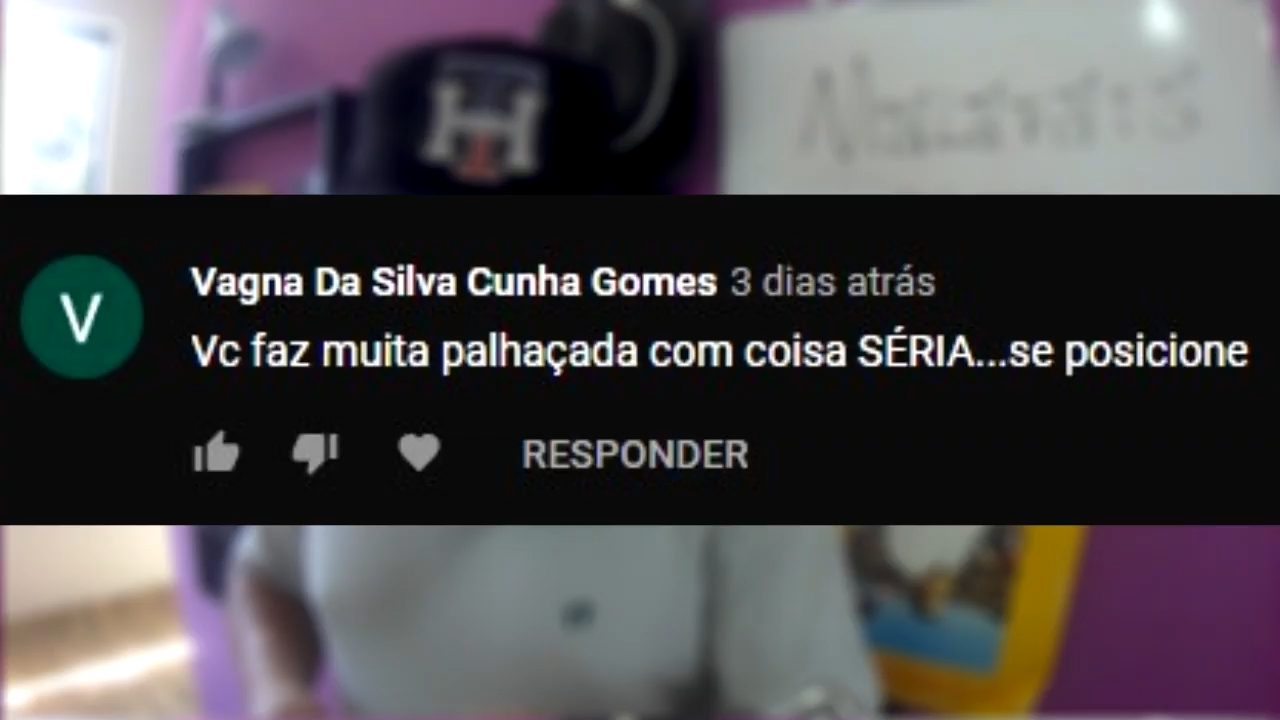 Vagna Da Silva Cunha Gomes 3 dias atrás
Vc faz muita palhaçada com coisa SÉRIA...se posicione
RESPONDER